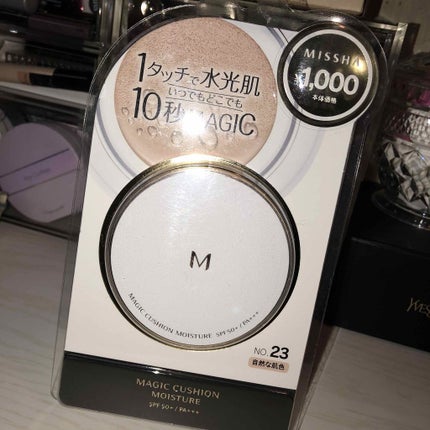 1タッチで水光肌
いつでもどこでも
10秒MAGIC
MISSHA
1,000
本体価格
M
MAGIC CUSHION MOISTURE SPF50+/PA+++
NO.23
自然な肌色
MAGIC CUSHION
MOISTURE
SPF50+/PA+++